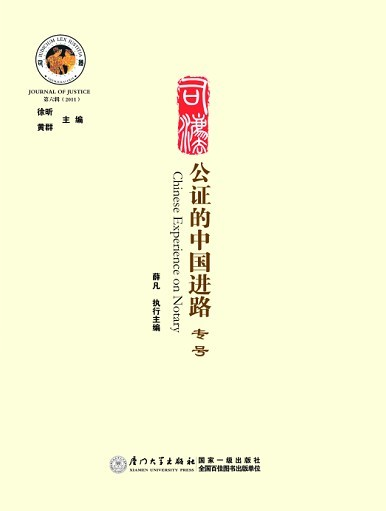 IUDICIUM LEX IUSTITIA
JOURNAL OF JUSTICE
第六辑（2011）
徐昕
黄群
主 编
司法
公证的中国进路
专号
Chinese Experience on Notary
薛凡 执行主编
厦门大学出版社
XIAMEN UNIVERSITY PRESS
国家一级出版社
全国百佳图书出版单位